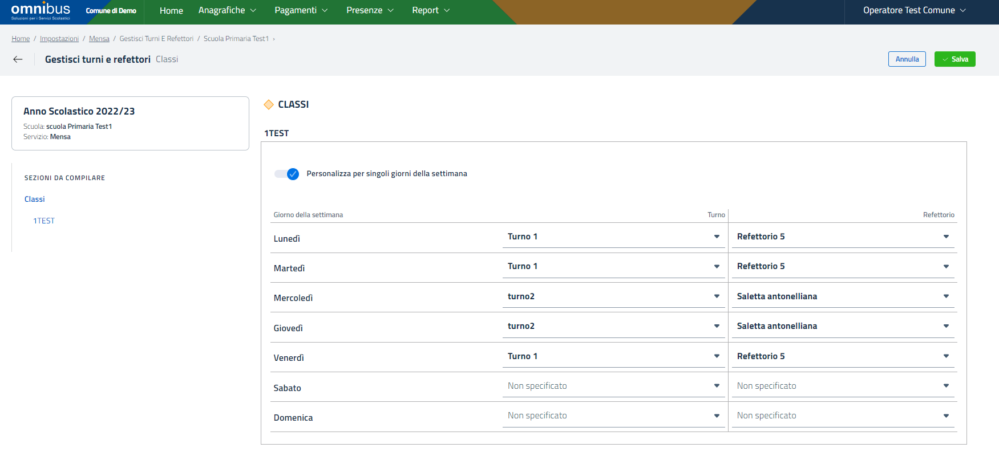 omnibus
Soluzioni per i Servizi Scolastici
Comune di Demo
Home
Anagrafiche
Pagamenti
Presenze
Report
Operatore Test Comune
Home / Impostazioni / Mensa / Gestisci Turni E Refettori / Scuola Primaria Test1 ›
Gestisci turni e refettori Classi
Annulla
Salva
Anno Scolastico 2022/23
Scuola: scuola Primaria Test1
Servizio: Mensa
SEZIONI DA COMPILARE
Classi
1TEST
CLASSI
1TEST
Personalizza per singoli giorni della settimana
Giorno della settimana Turno Refettorio
Lunedì Turno 1 Refettorio 5
Martedì Turno 1 Refettorio 5
Mercoledì turno2 Saletta antonelliana
Giovedì turno2 Saletta antonelliana
Venerdì Turno 1 Refettorio 5
Sabato Non specificato Non specificato
Domenica Non specificato Non specificato